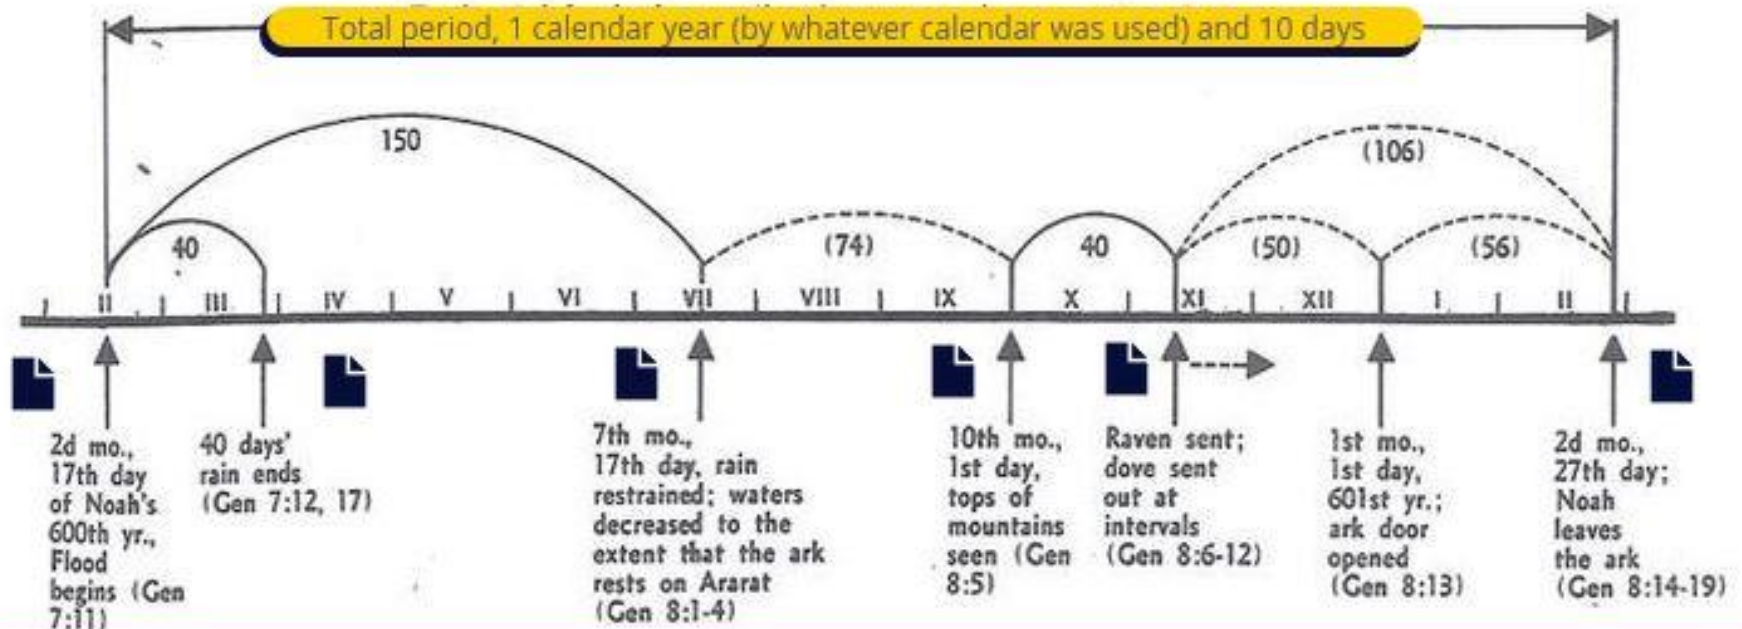 Total period, 1 calendar year (by whatever calendar was used) and 10 days
150
(106)
40
(74)
40
(50)
(56)
II
III
IV
V
VI
VII
VIII
IX
X
XI
XII
I
II
2d mo.,
17th day
of Noah's
600th yr.,
Flood
begins (Gen
7:11)
40 days'
rain ends
(Gen 7:12, 17)
7th mo.,
17th day, rain
restrained; waters
decreased to the
extent that the ark
rests on Ararat
(Gen 8:1-4)
10th mo.,
1st day,
tops of
mountains
seen (Gen
8:5)
Raven sent;
dove sent
out at
intervals
(Gen 8:6-12)
1st mo.,
1st day,
601st yr.;
ark door
opened
(Gen 8:13)
2d mo.,
27th day;
Noah
leaves
the ark
(Gen 8:14-19)